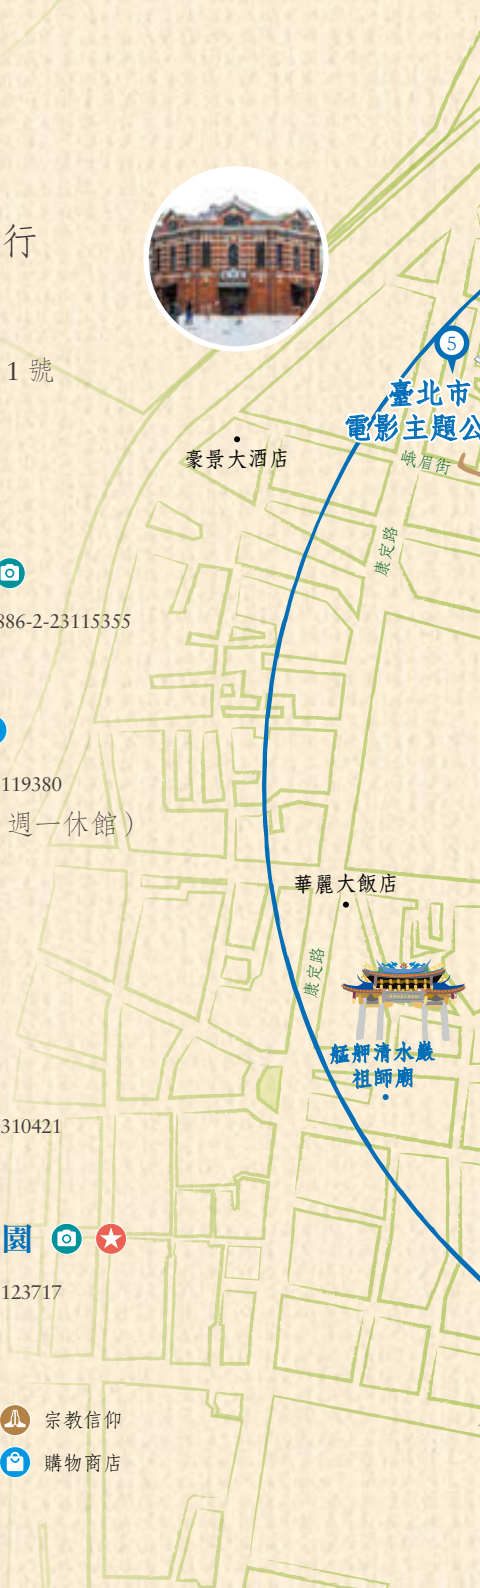 行
1 號
5
臺北市
電影主題公
豪景大酒店
峨眉街
康定路
886-2-23115355
119380
週一休館）
華麗大飯店
康定路
艋舺清水巖
祖師廟
310421
園
123717
宗教信仰
購物商店